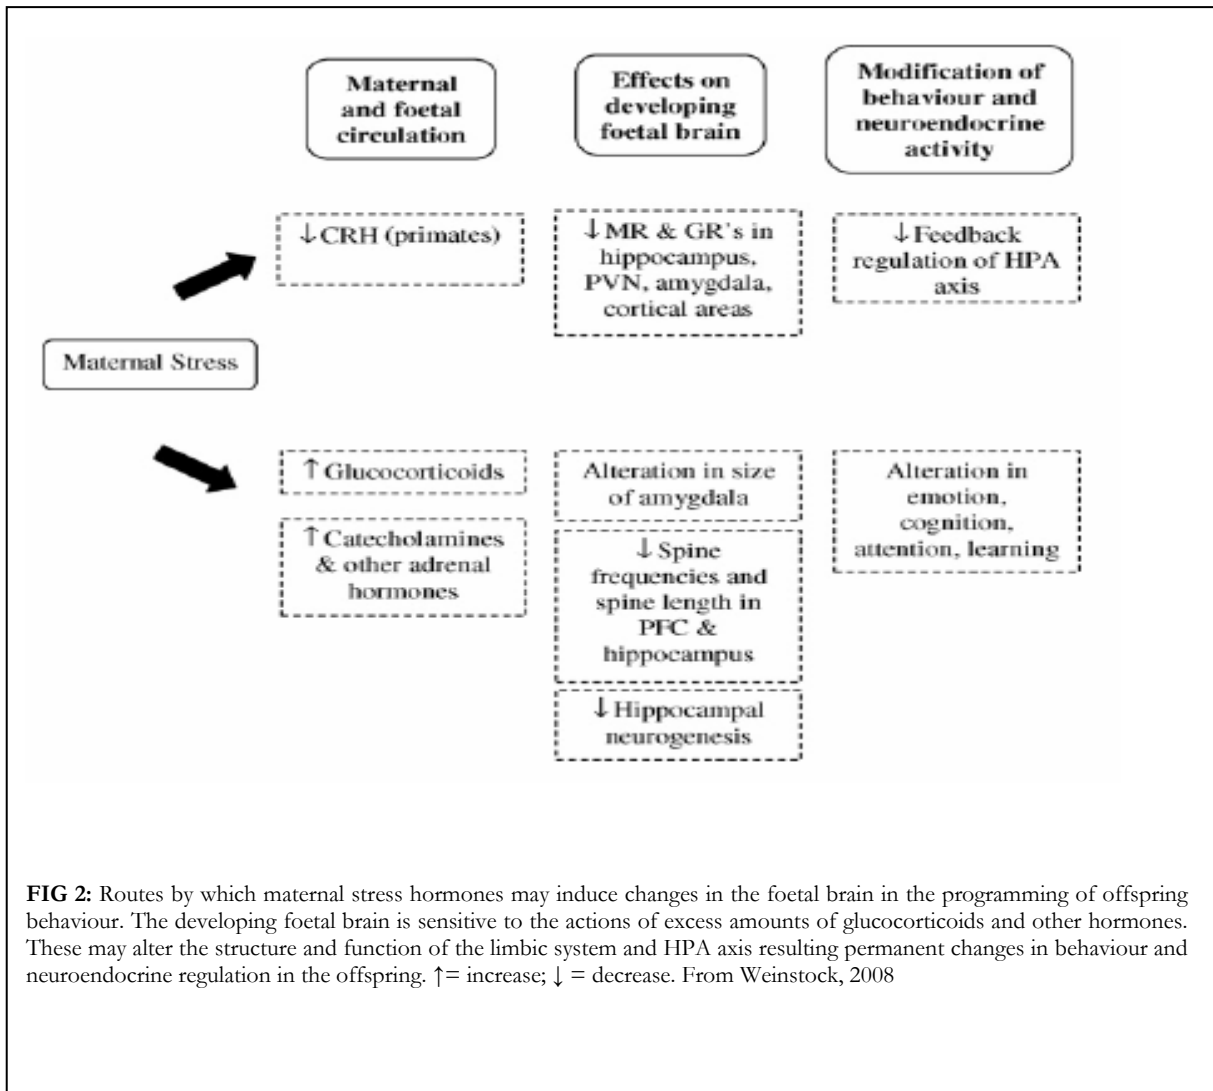 Maternal
and foetal
circulation
Effects on
developing
foetal brain
Modification of
behaviour and
neuroendocrine
activity
↓CRH (primates)
↓MR & GR's in
hippocampus,
PVN, amygdala,
cortical areas
↓Feedback
regulation of HPA
axis
Maternal Stress
↑Glucocorticoids
↑Catecholamines
& other adrenal
hormones
Alteration in size
of amygdala
↓Spine
frequencies and
spine length in
PFC &
hippocampus
↓Hippocampal
neurogenesis
Alteration in
emotion,
cognition,
attention, learning
FIG 2: Routes by which maternal stress hormones may induce changes in the foetal brain in the programming of offspring
behaviour. The developing foetal brain is sensitive to the actions of excess amounts of glucocorticoids and other hormones.
These may alter the structure and function of the limbic system and HPA axis resulting permanent changes in behaviour and
neuroendocrine regulation in the offspring. ↑= increase; ↓ = decrease. From Weinstock, 2008